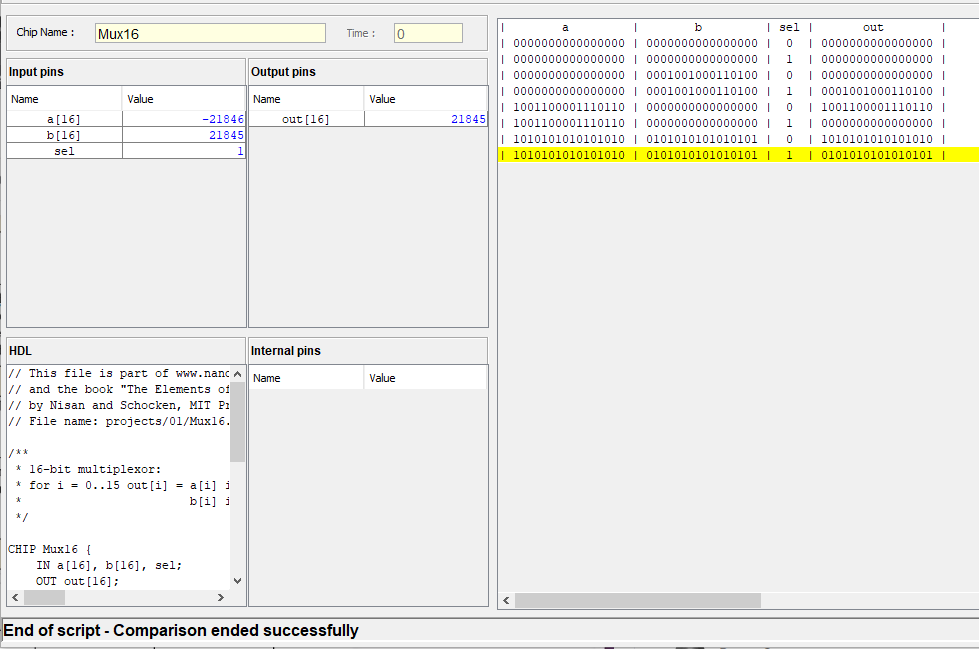 Chip Name : Mux16 Time : 0
Input pins
Name Value
a[16] -21846
b[16] 21845
sel 1
Output pins
Name Value
out[16] 21845
HDL
// This file is part of www.nand
// and the book "The Elements of
// by Nisan and Schocken, MIT Pr
// File name: projects/01/Mux16.
/**
* 16-bit multiplexor:
* for i = 0..15 out[i] = a[i] i
* b[i] i
*/
CHIP Mux16 {
IN a[16], b[16], sel;
OUT out[16];
Internal pins
Name Value
| a | b | sel | out |
| 0000000000000000 | 0000000000000000 | 0 | 0000000000000000 |
| 0000000000000000 | 0000000000000000 | 1 | 0000000000000000 |
| 0000000000000000 | 0001001000110100 | 0 | 0000000000000000 |
| 0000000000000000 | 0001001000110100 | 1 | 0001001000110100 |
| 1001100001110110 | 0000000000000000 | 0 | 1001100001110110 |
| 1001100001110110 | 0000000000000000 | 1 | 0000000000000000 |
| 1010101010101010 | 0101010101010101 | 0 | 1010101010101010 |
| 1010101010101010 | 0101010101010101 | 1 | 0101010101010101 |
End of script - Comparison ended successfully